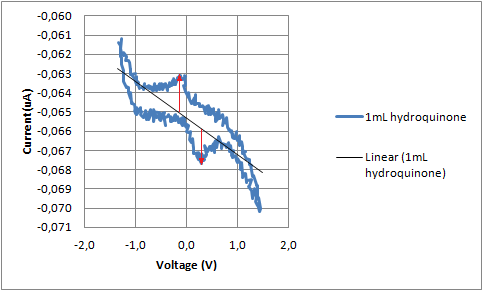 -0,060
-0,061
-0,062
-0,063
-0,064
-0,065
-0,066
-0,067
-0,068
-0,069
-0,070
-0,071
Current(uA)
-2,0 -1,0 0,0 1,0 2,0
Voltage (V)
1mL hydroquinone
Linear (1mL
hydroquinone)